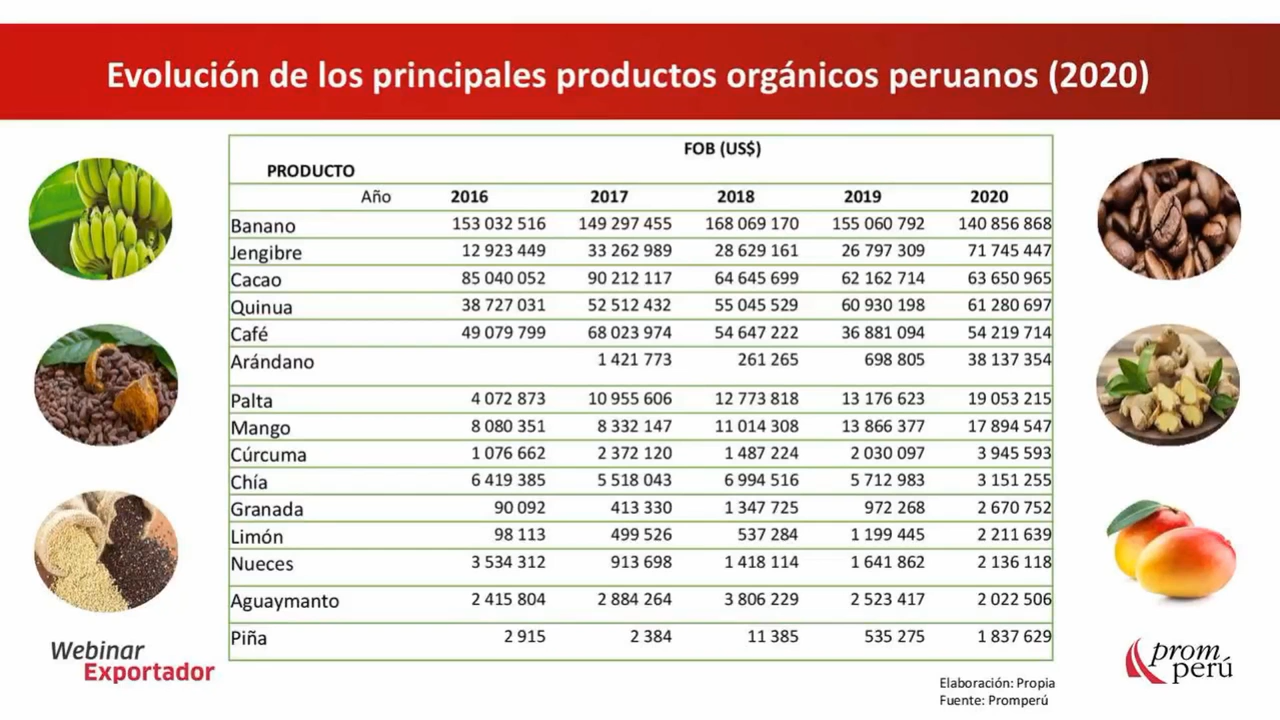 Evolución de los principales productos orgánicos peruanos (2020)
FOB (US$)
PRODUCTO
Año 2016 2017 2018 2019 2020
Banano 153 032 516 149 297 455 168 069 170 155 060 792 140 856 868
Jengibre 12 923 449 33 262 989 28 629 161 26 797 309 71 745 447
Cacao 85 040 052 90 212 117 64 645 699 62 162 714 63 650 965
Quinua 38 727 031 52 512 432 55 045 529 60 930 198 61 280 697
Café 49 079 799 68 023 974 54 647 222 36 881 094 54 219 714
Arándano 1 421 773 261 265 698 805 38 137 354
Palta 4 072 873 10 955 606 12 773 818 13 176 623 19 053 215
Mango 8 080 351 8 332 147 11 014 308 13 866 377 17 894 547
Cúrcuma 1 076 662 2 372 120 1 487 224 2 030 097 3 945 593
Chía 6 419 385 5 518 043 6 994 516 5 712 983 3 151 255
Granada 90 092 413 330 1 347 725 972 268 2 670 752
Limón 98 113 499 526 537 284 1 199 445 2 211 639
Nueces 3 534 312 913 698 1 418 114 1 641 862 2 136 118
Aguaymanto 2 415 804 2 884 264 3 806 229 2 523 417 2 022 506
Piña 2 915 2 384 11 385 535 275 1 837 629
Webinar
Exportador
Elaboración: Propia
Fuente: Promperú
prom
perú